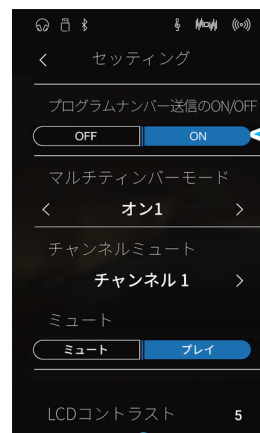 セッティング
プログラムナンバー送信のON/OFF
OFF ON
マルチティンバーモード
オン1
チャンネルミュート
チャンネル 1
ミュート
ミュート プレイ
LCDコントラスト 5